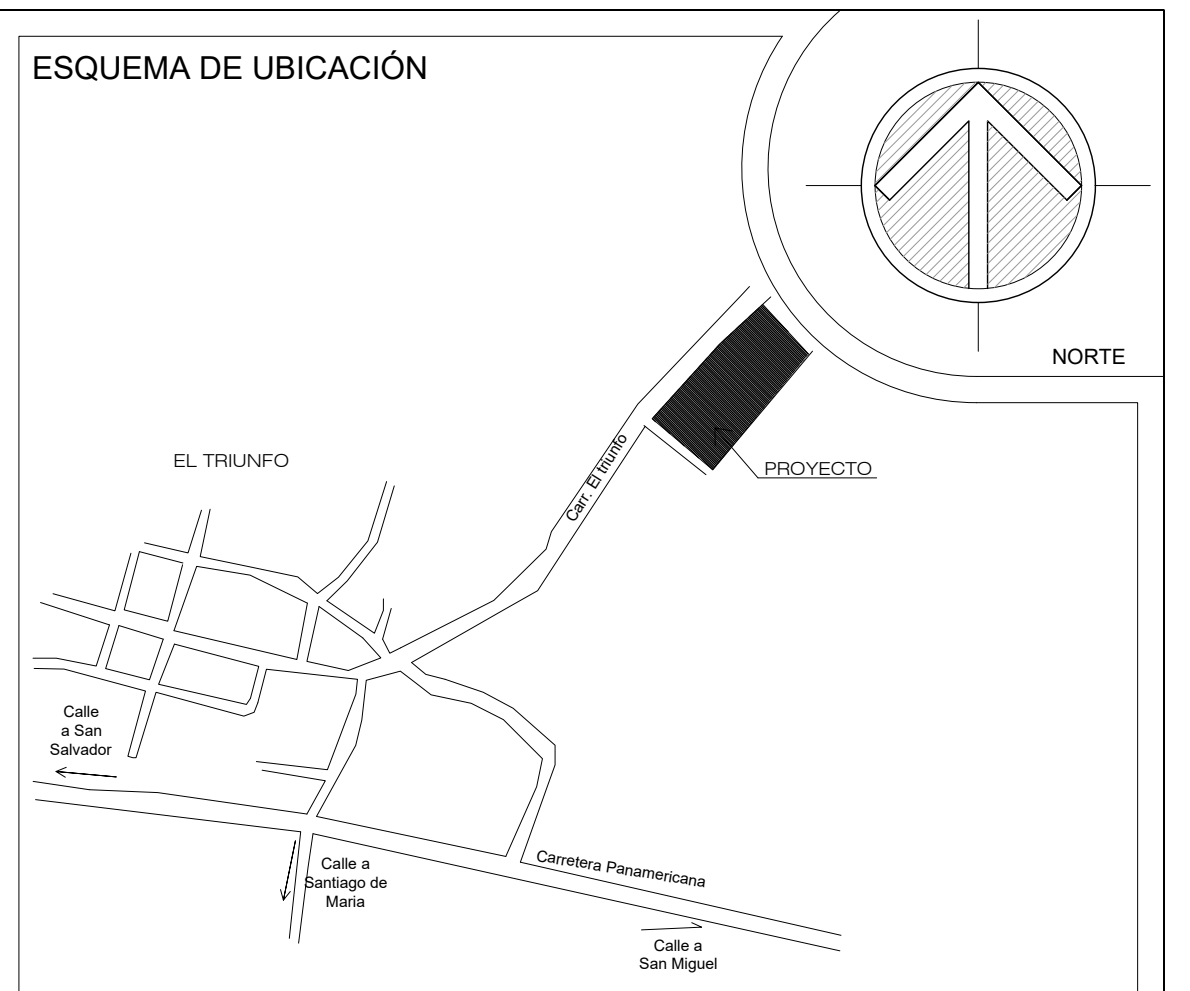 ESQUEMA DE UBICACIÓN
NORTE
EL TRIUNFO
Carr. El triunfo
PROYECTO
Calle
a San
Salvador
Calle a
Santiago de
Maria
Carretera Panamericana
Calle a
San Miguel